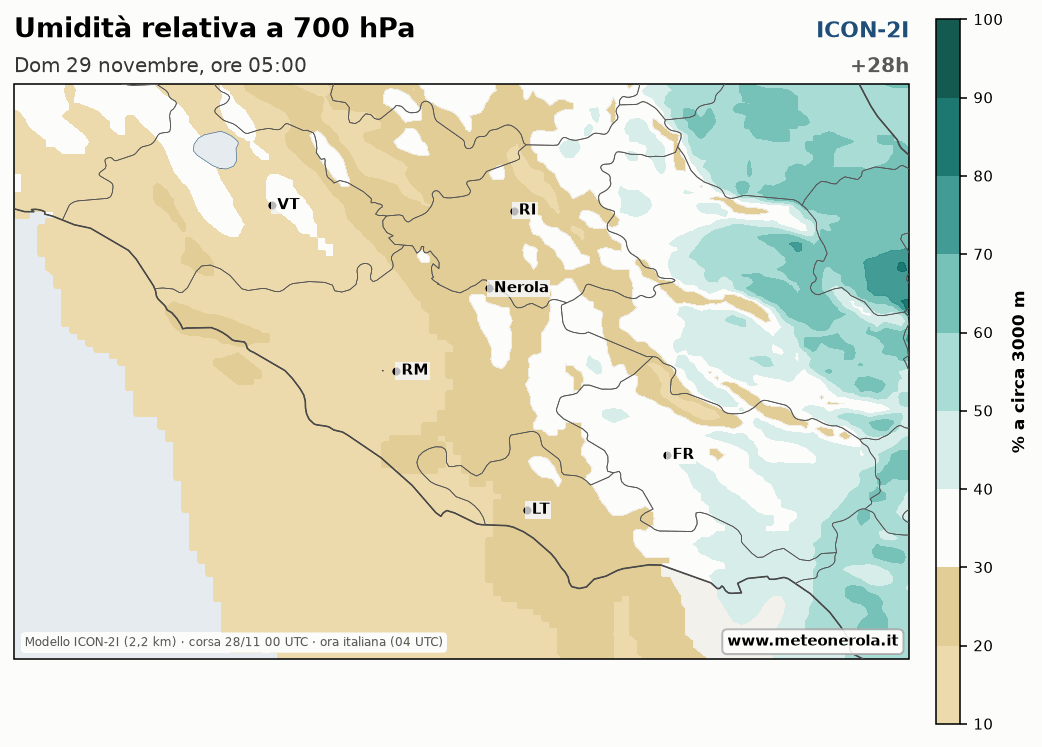 Umidità relativa a 700 hPa
ICON-2I
Dom 29 novembre, ore 05:00
+28h
100
90
80
70
60
50
40
30
20
10
% a circa 3000 m
VT
RI
Nerola
RM
FR
LT
Modello ICON-2I (2,2 km) · corsa 28/11 00 UTC · ora italiana (04 UTC)
www.meteonerola.it